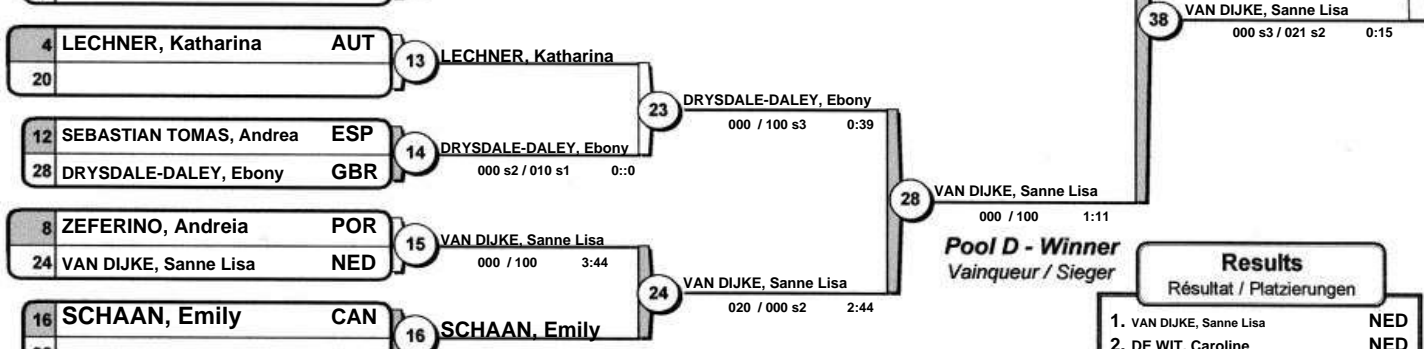 38 VAN DIJKE, Sanne Lisa
000 s3 / 021 s2 0:15
4 LECHNER, Katharina AUT
20
13 LECHNER, Katharina
23 DRYSDALE-DALEY, Ebony
000 / 100 s3 0:39
12 SEBASTIAN TOMAS, Andrea ESP
28 DRYSDALE-DALEY, Ebony GBR
14 DRYSDALE-DALEY, Ebony
000 s2 / 010 s1 0::0
28 VAN DIJKE, Sanne Lisa
000 / 100 1:11
8 ZEFERINO, Andreia POR
24 VAN DIJKE, Sanne Lisa NED
15 VAN DIJKE, Sanne Lisa
000 / 100 3:44
24 VAN DIJKE, Sanne Lisa
020 / 000 s2 2:44
16 SCHAAN, Emily CAN
16 SCHAAN, Emily
Pool D - Winner
Vainqueur / Sieger
Results
Résultat / Platzierungen
1. VAN DIJKE, Sanne Lisa NED
2. DE WIT, Caroline NED